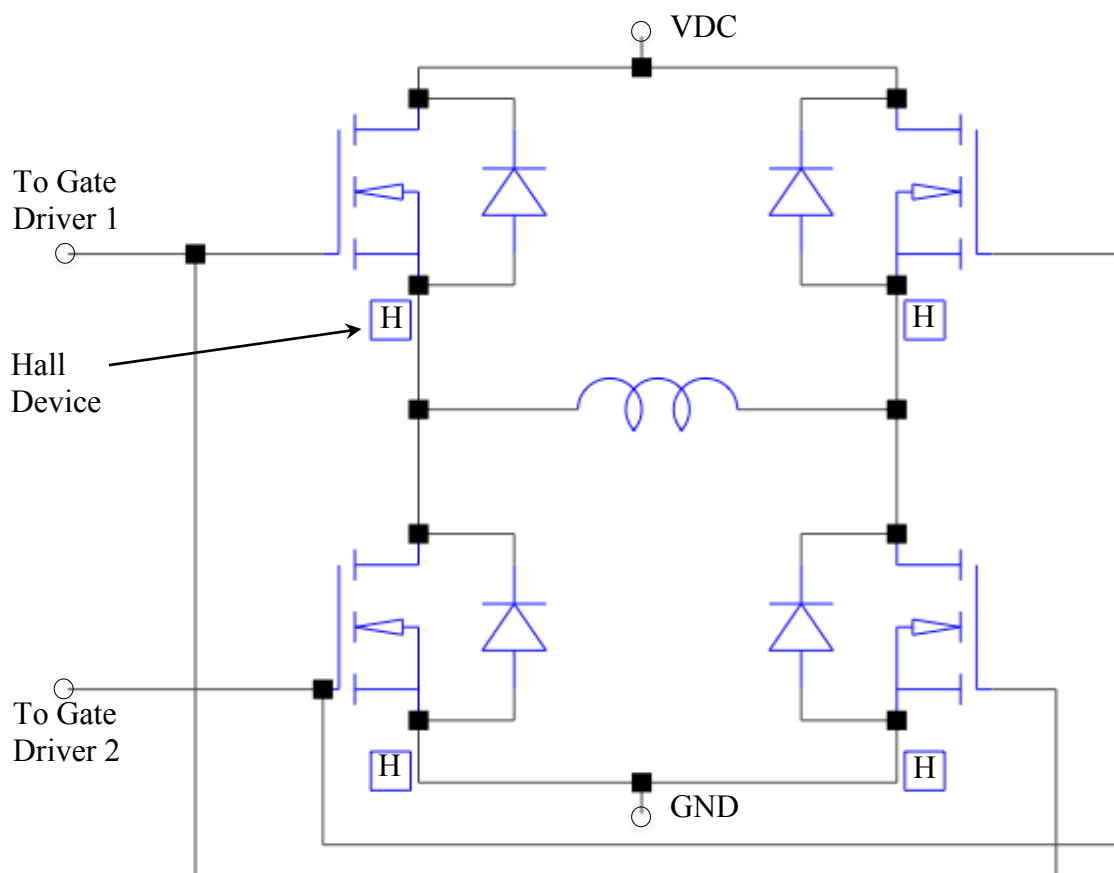 VDC
To Gate
Driver 1
H
H
Hall
Device
To Gate
Driver 2
H
H
GND